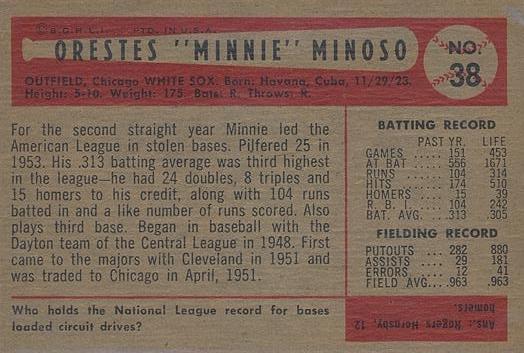 © B.G.H.L.I. PTD. IN U.S.A.
ORESTES "MINNIE" MINOSO
NO. 38
OUTFIELD, Chicago WHITE SOX. Born: Havana, Cuba, 11/29/23.
Height: 5-10. Weight: 175. Bats: R. Throws: R.
For the second straight year Minnie led the
American League in stolen bases. Pilfered 25 in
1953. His .313 batting average was third highest
in the league—he had 24 doubles, 8 triples and
15 homers to his credit, along with 104 runs
batted in and a like number of runs scored. Also
plays third base. Began in baseball with the
Dayton team of the Central League in 1948. First
came to the majors with Cleveland in 1951 and
was traded to Chicago in April, 1951.
BATTING RECORD
PAST YR. LIFE
GAMES ..... 151 453
AT BAT ..... 556 1671
RUNS ..... 104 314
HITS ..... 174 510
HOMERS ..... 15 39
R. B. I. ..... 104 242
BAT. AVG. ... .313 .305
FIELDING RECORD
PUTOUTS ..... 282 880
ASSISTS ..... 29 181
ERRORS ..... 12 41
FIELD AVG.... .963 .963
Who holds the National League record for bases
loaded circuit drives?
Ans.: Rogers Hornsby, 12
homers.